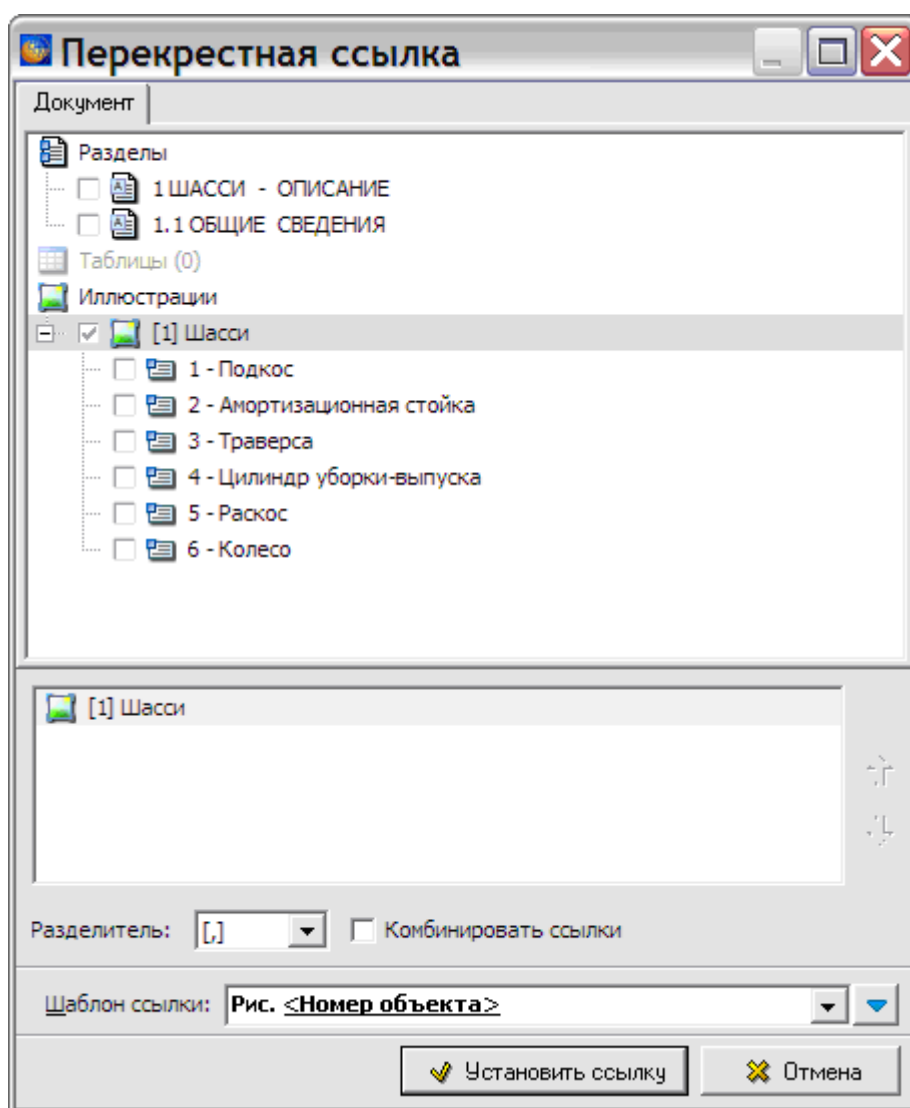 Перекрестная ссылка
Документ
Разделы
1 ШАССИ - ОПИСАНИЕ
1.1 ОБЩИЕ СВЕДЕНИЯ
Таблицы (0)
Иллюстрации
[1] Шасси
1 - Подкос
2 - Амортизационная стойка
3 - Траверса
4 - Цилиндр уборки-выпуска
5 - Раскос
6 - Колесо
[1] Шасси
Разделитель: [,] Комбинировать ссылки
Шаблон ссылки: Рис. <Номер объекта>
Установить ссылку Отмена